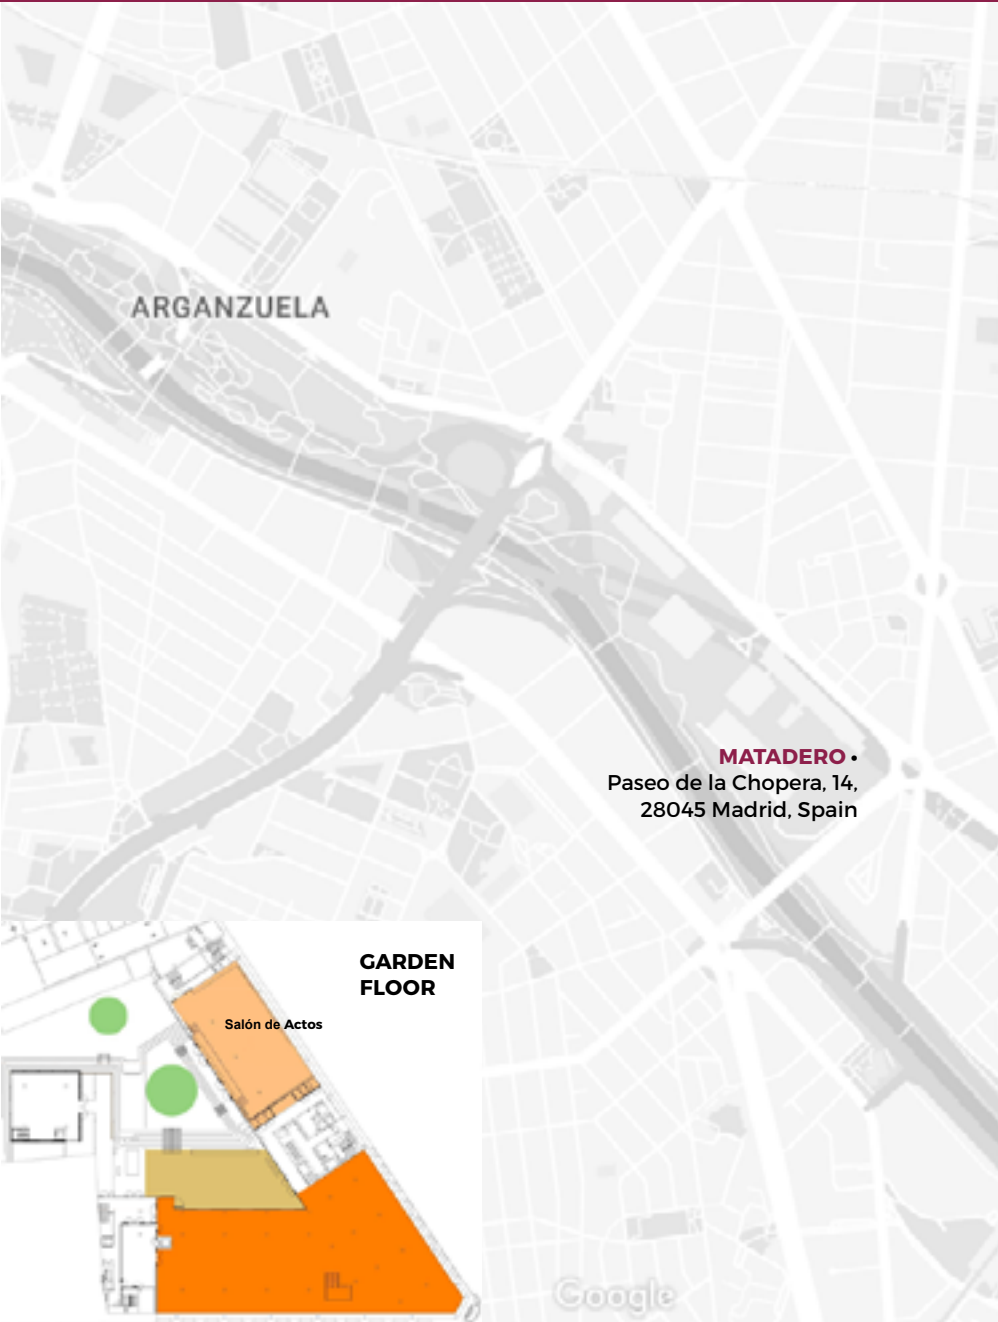 ARGANZUELA
MATADERO •
Paseo de la Chopera, 14,
28045 Madrid, Spain
GARDEN
FLOOR
Salón de Actos
Google